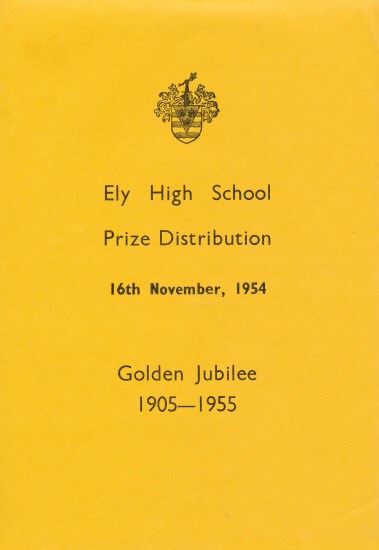 Ely High School
Prize Distribution
16th November, 1954
Golden Jubilee
1905—1955